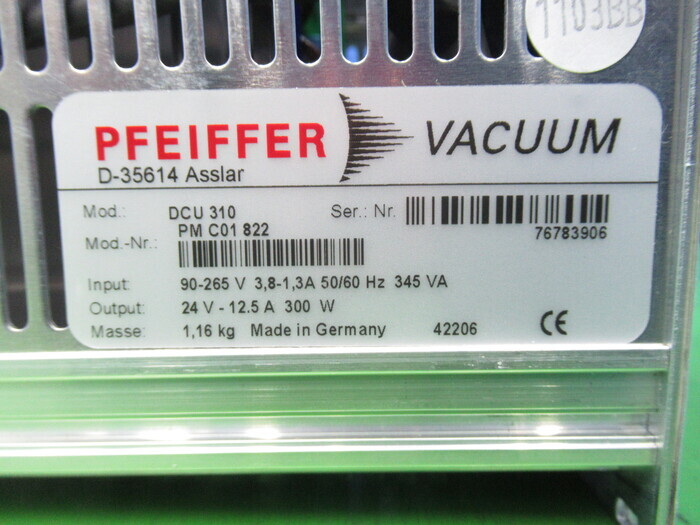 1103BB
PFEIFFER VACUUM
D-35614 Asslar
Mod.: DCU 310 Ser.: Nr.
PM C01 822 76783906
Mod.-Nr.:
Input: 90-265 V 3,8-1,3A 50/60 Hz 345 VA
Output: 24 V - 12.5 A 300 W
Masse: 1,16 kg Made in Germany 42206 CE